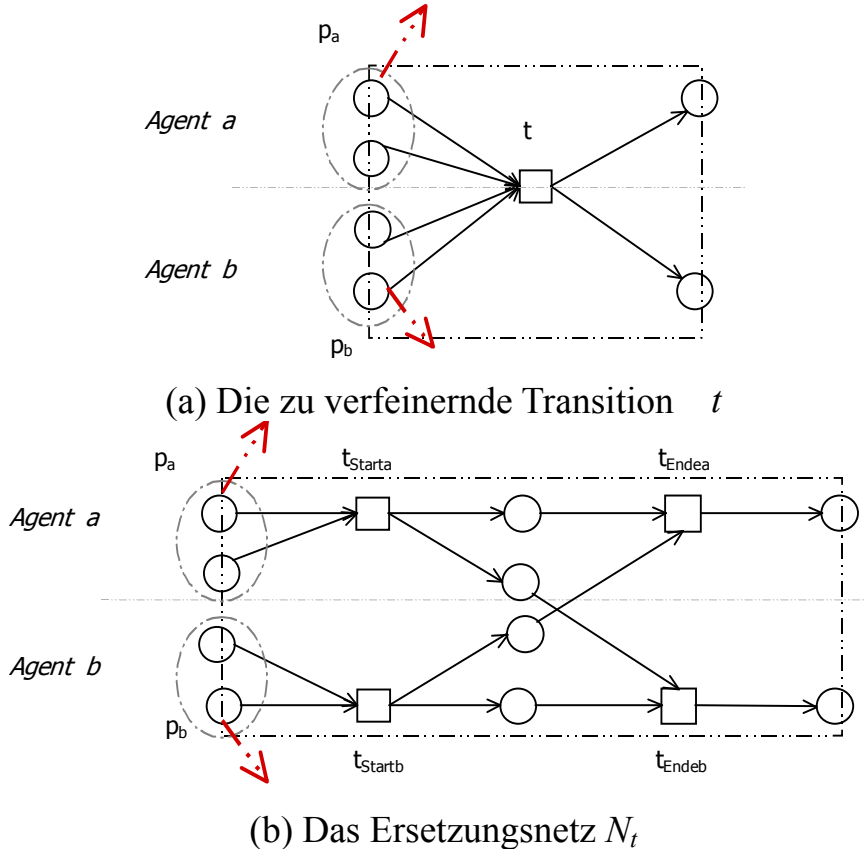 pa
Agent a
t
Agent b
pb
(a) Die zu verfeinernde Transition t
pa
tStarta
tEndea
Agent a
Agent b
pb
tStartb
tEndeb
(b) Das Ersetzungsnetz Nt